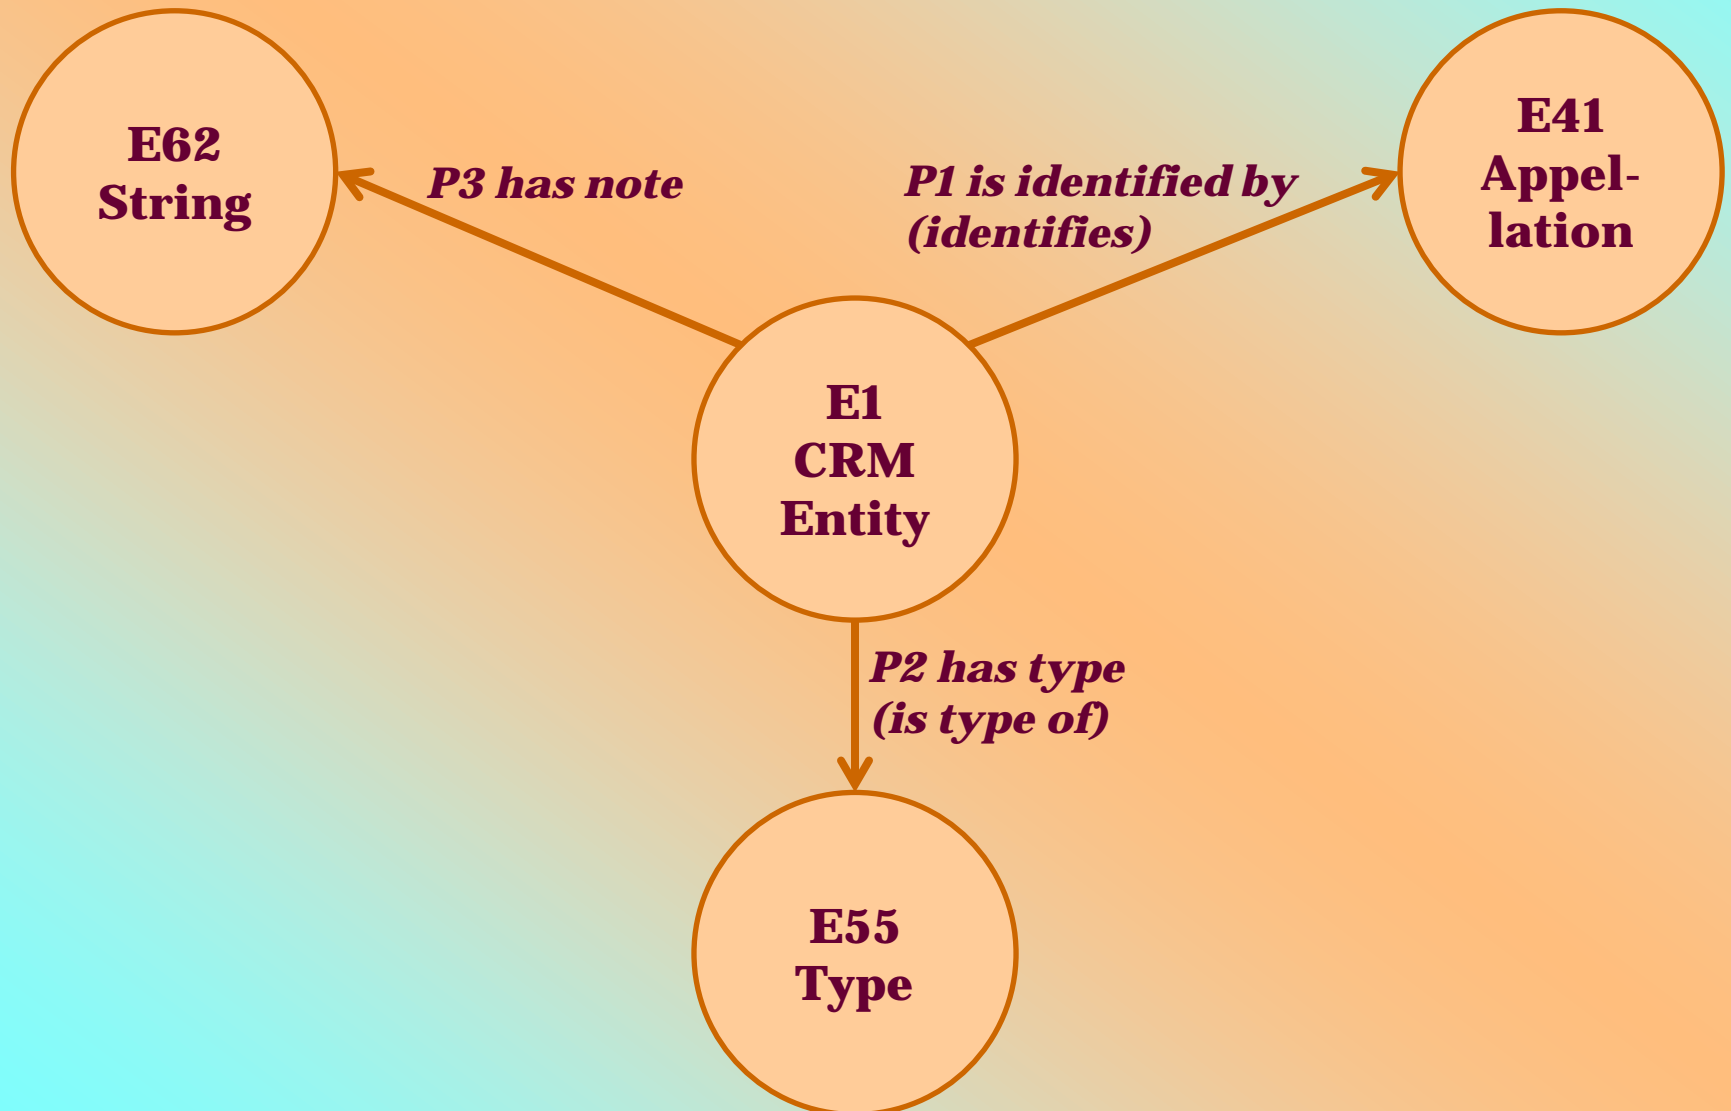 E62
String
P3 has note
P1 is identified by
(identifies)
E41
Appel-
lation
E1
CRM
Entity
P2 has type
(is type of)
E55
Type